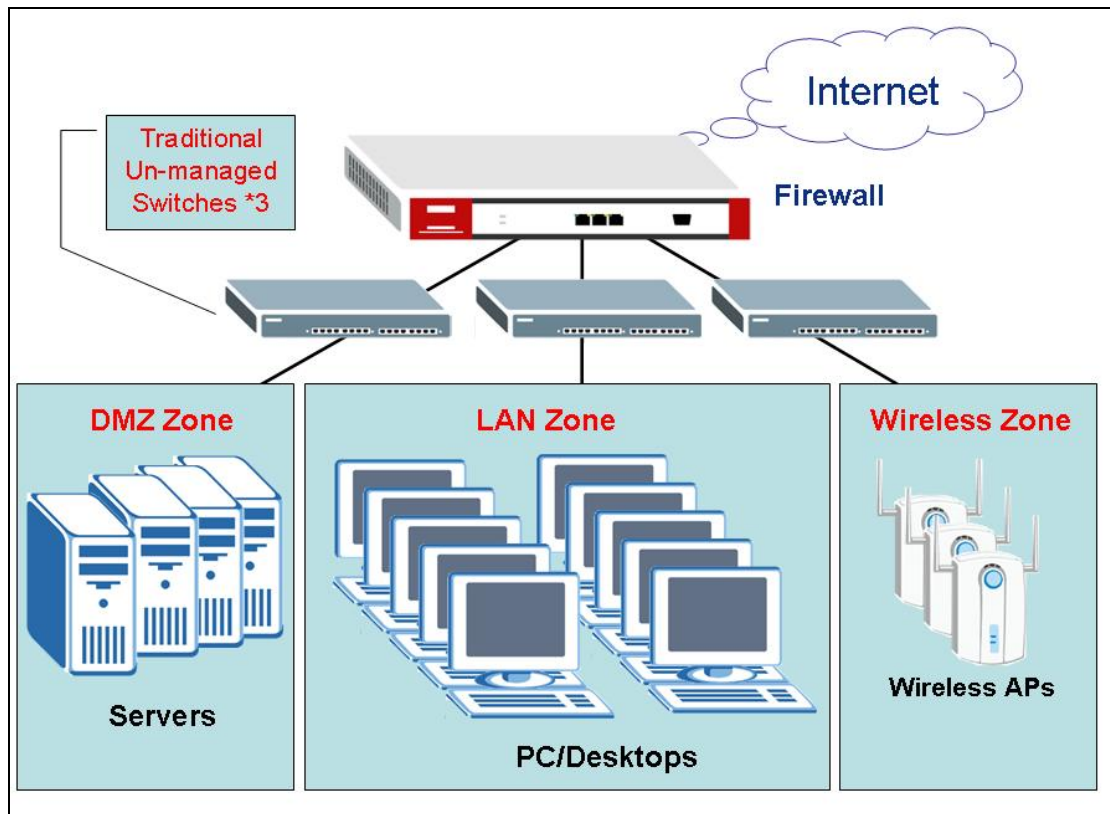 Internet
Traditional
Un-managed
Switches *3
Firewall
DMZ Zone
LAN Zone
Wireless Zone
Servers
PC/Desktops
Wireless APs